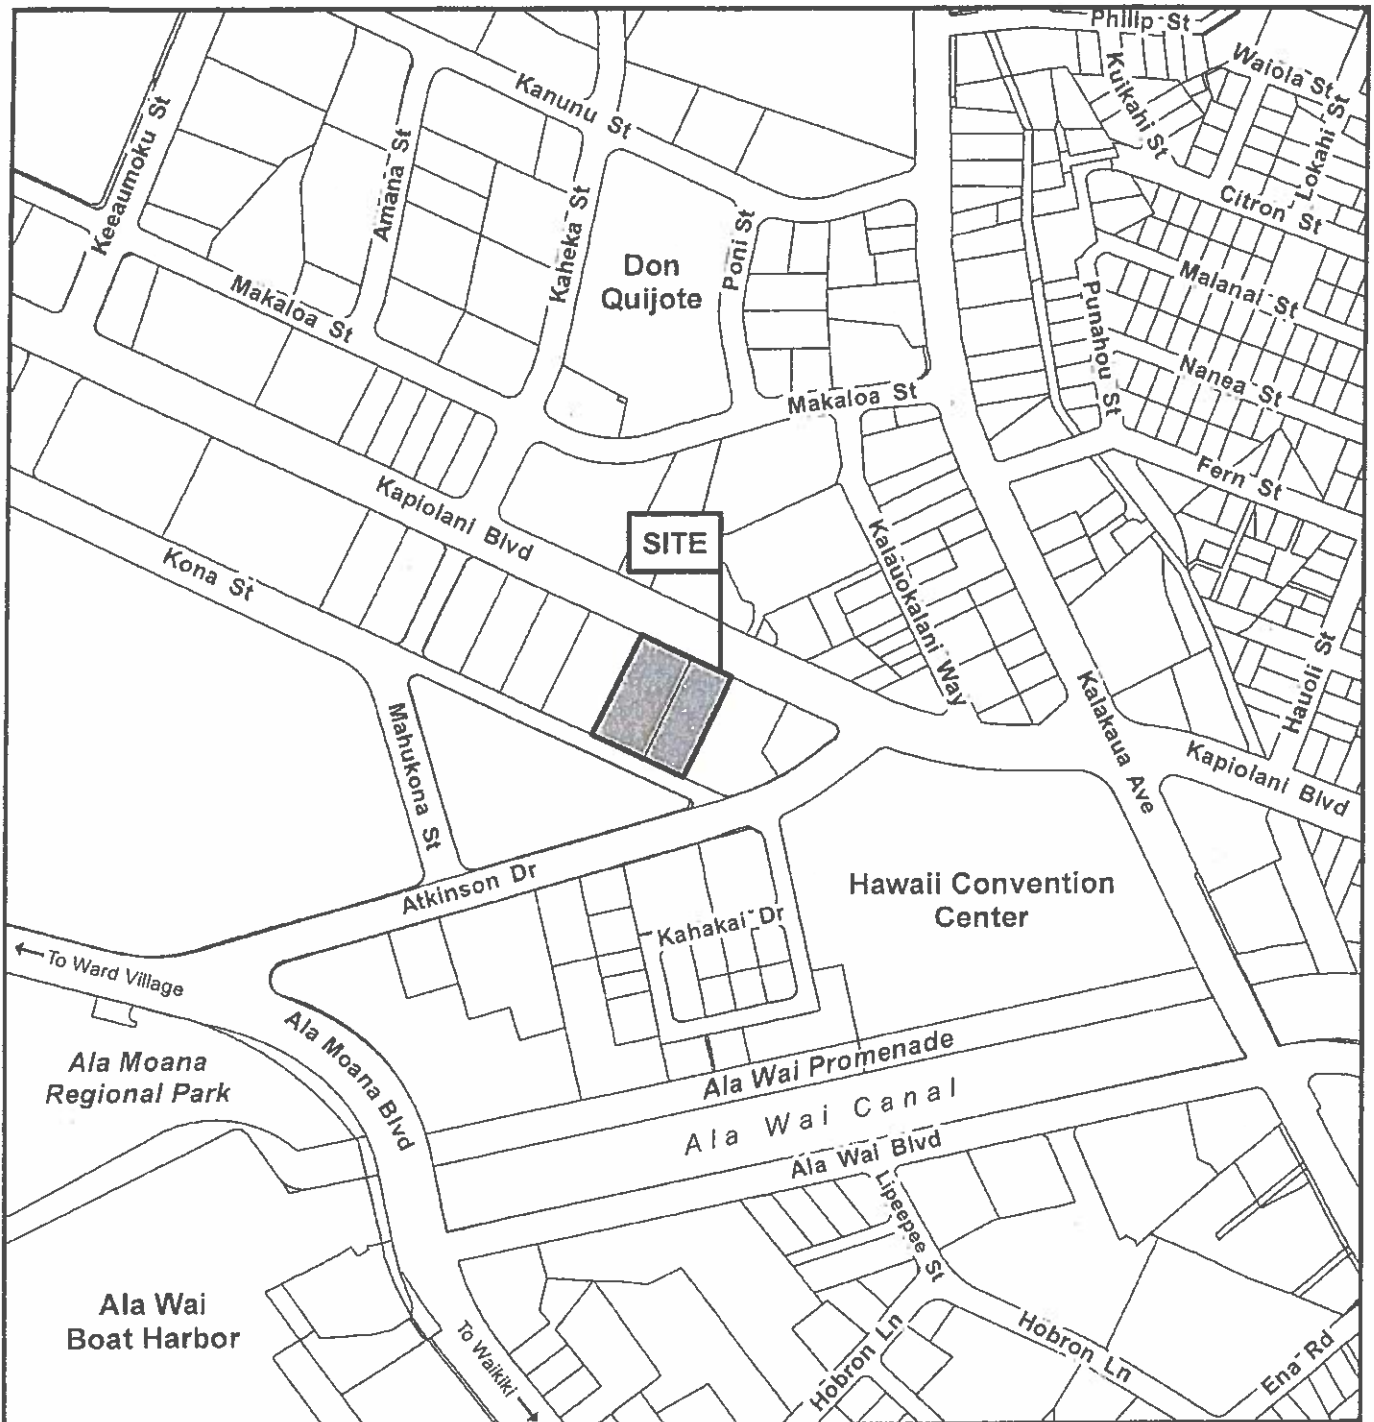 Philip St
Waiola St
Kanunu St
Kuikahi St
Lokahi St
Keeaumoku St
Amana St
Kaheka St
Poni St
Citron St
Don
Quijote
Makaloa St
Malanai St
Punahou St
Nanea St
Makaloa St
Fern St
Kapiolani Blvd
SITE
Kona St
Kalauokalani Way
Hauoli St
Mahukona St
Kalakaua Ave
Kapiolani Blvd
Atkinson Dr
Hawaii Convention
Center
Kahakai Dr
← To Ward Village
Ala Moana
Regional Park
Ala Moana Blvd
Ala Wai Promenade
Ala Wai Canal
Ala Wai Blvd
Lipeepee St
Ala Wai
Boat Harbor
To Waikiki →
Hobron Ln
Hobron Ln
Ena Rd